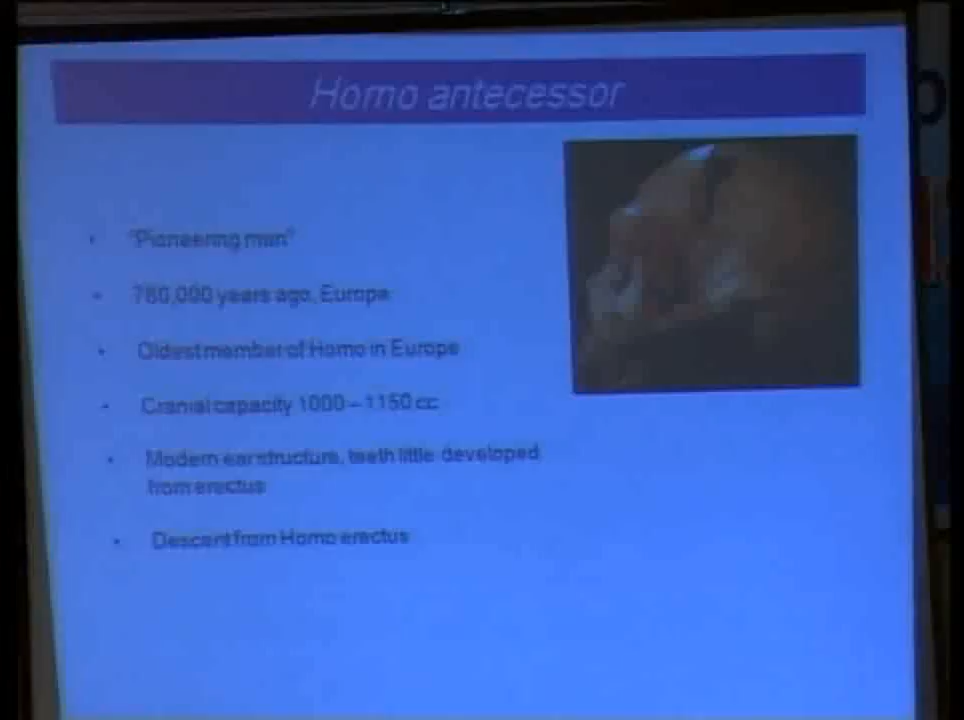 Homo antecessor
"Pioneering man"
780,000 years ago, Europa
Oldest member of Homo in Europe
Cranial capacity 1000 – 1150 cc
Modern ear structure, teeth little developed
from erectus
Descent from Homo erectus